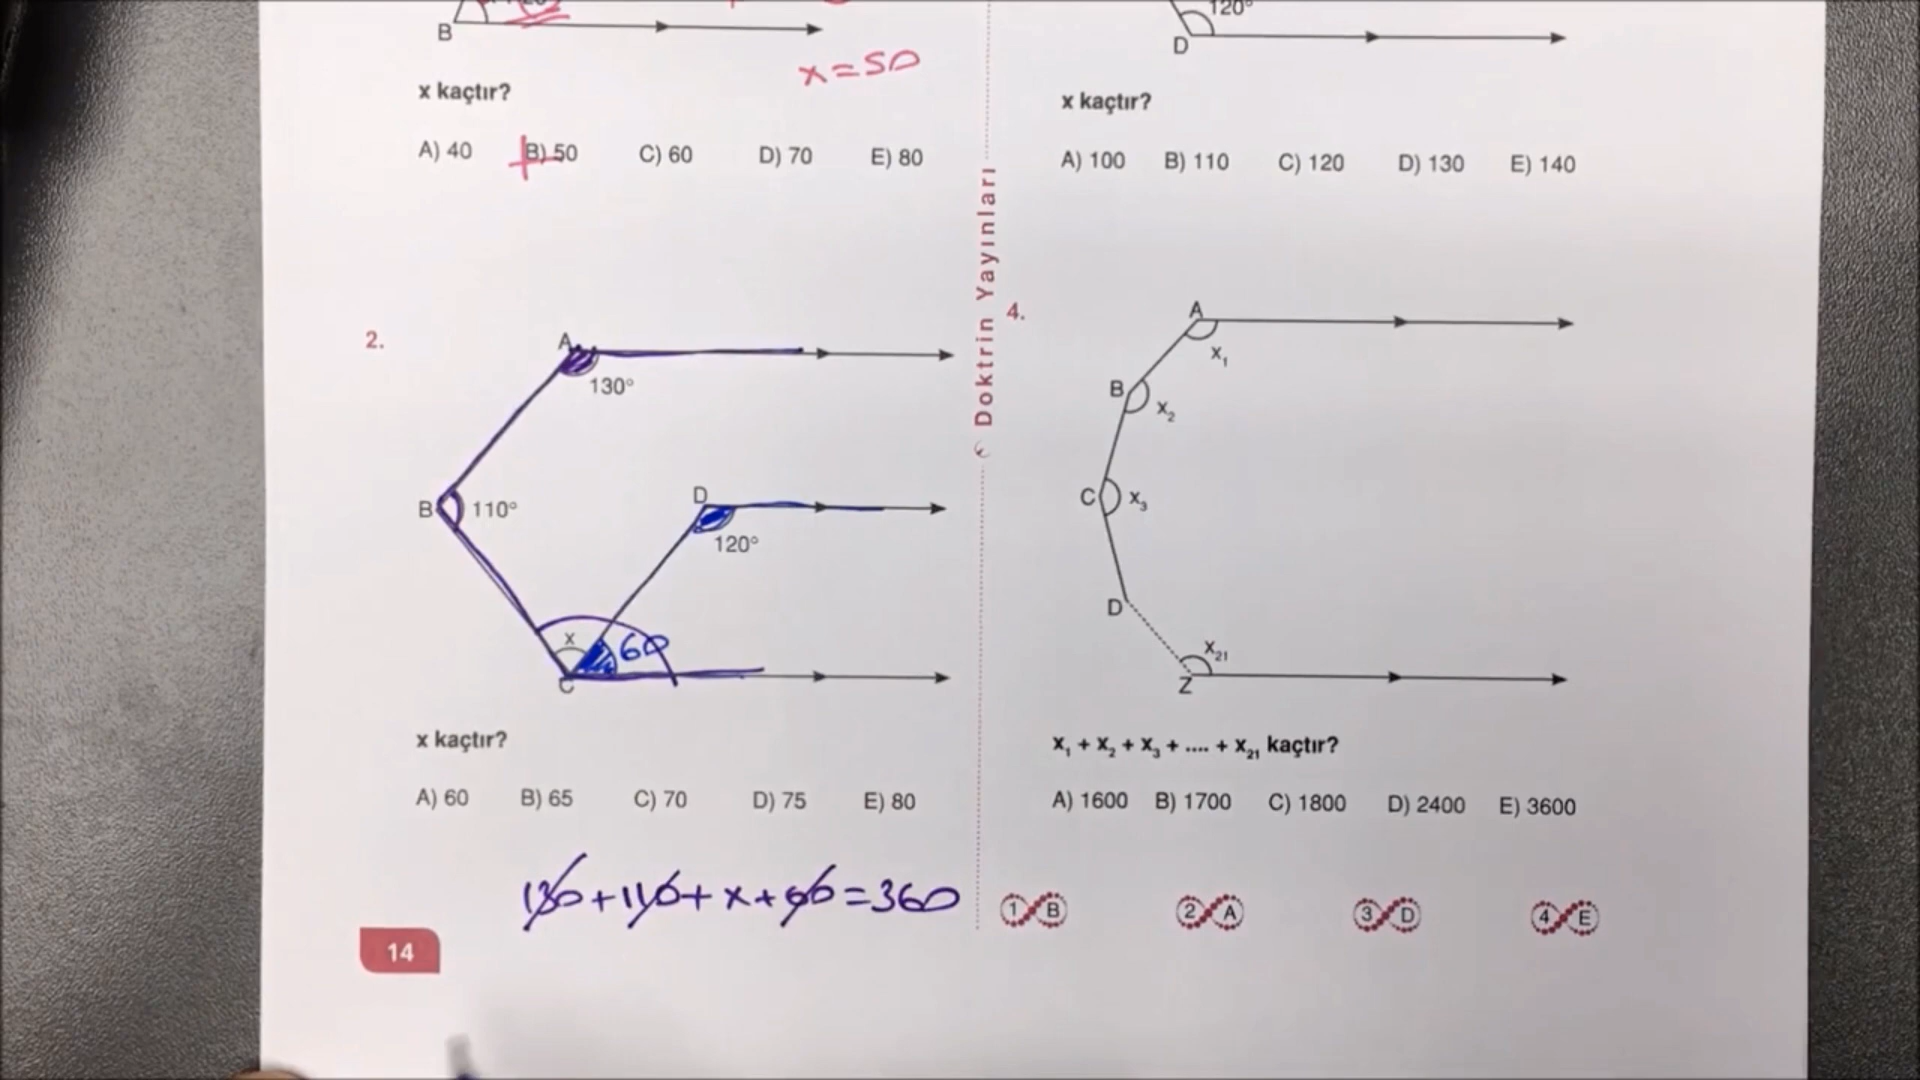 B
x=50
x kaçtır?
A) 40 B) 50 C) 60 D) 70 E) 80
120°
D
x kaçtır?
A) 100 B) 110 C) 120 D) 130 E) 140
Doktrin Yayınları
2.
A
130°
B 110°
D
120°
x 60
C
x kaçtır?
A) 60 B) 65 C) 70 D) 75 E) 80
130+110+x+60=360
14
4.
A
x₁
B
x₂
C x₃
D
x₂₁
Z
x₁ + x₂ + x₃ + .... + x₂₁ kaçtır?
A) 1600 B) 1700 C) 1800 D) 2400 E) 3600
1 B 2 A 3 D 4 E